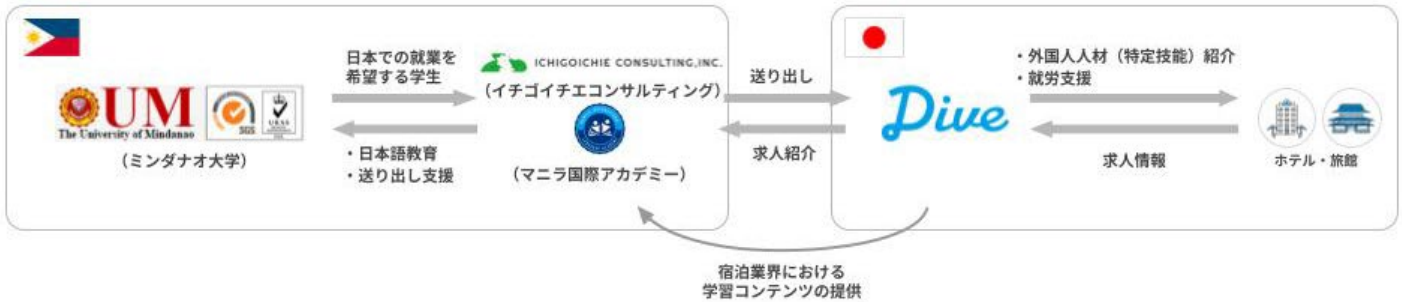 日本での就業を
希望する学生
UM
The University of Mindanao
SGS
UKAS
(ミンダナオ大学)
・日本語教育
・送り出し支援
ICHIGOICHIE CONSULTING,INC.
(イチゴイチエコンサルティング)
(マニラ国際アカデミー)
送り出し
求人紹介
Dive
・外国人人材(特定技能)紹介
・就労支援
求人情報
ホテル・旅館
宿泊業界における
学習コンテンツの提供